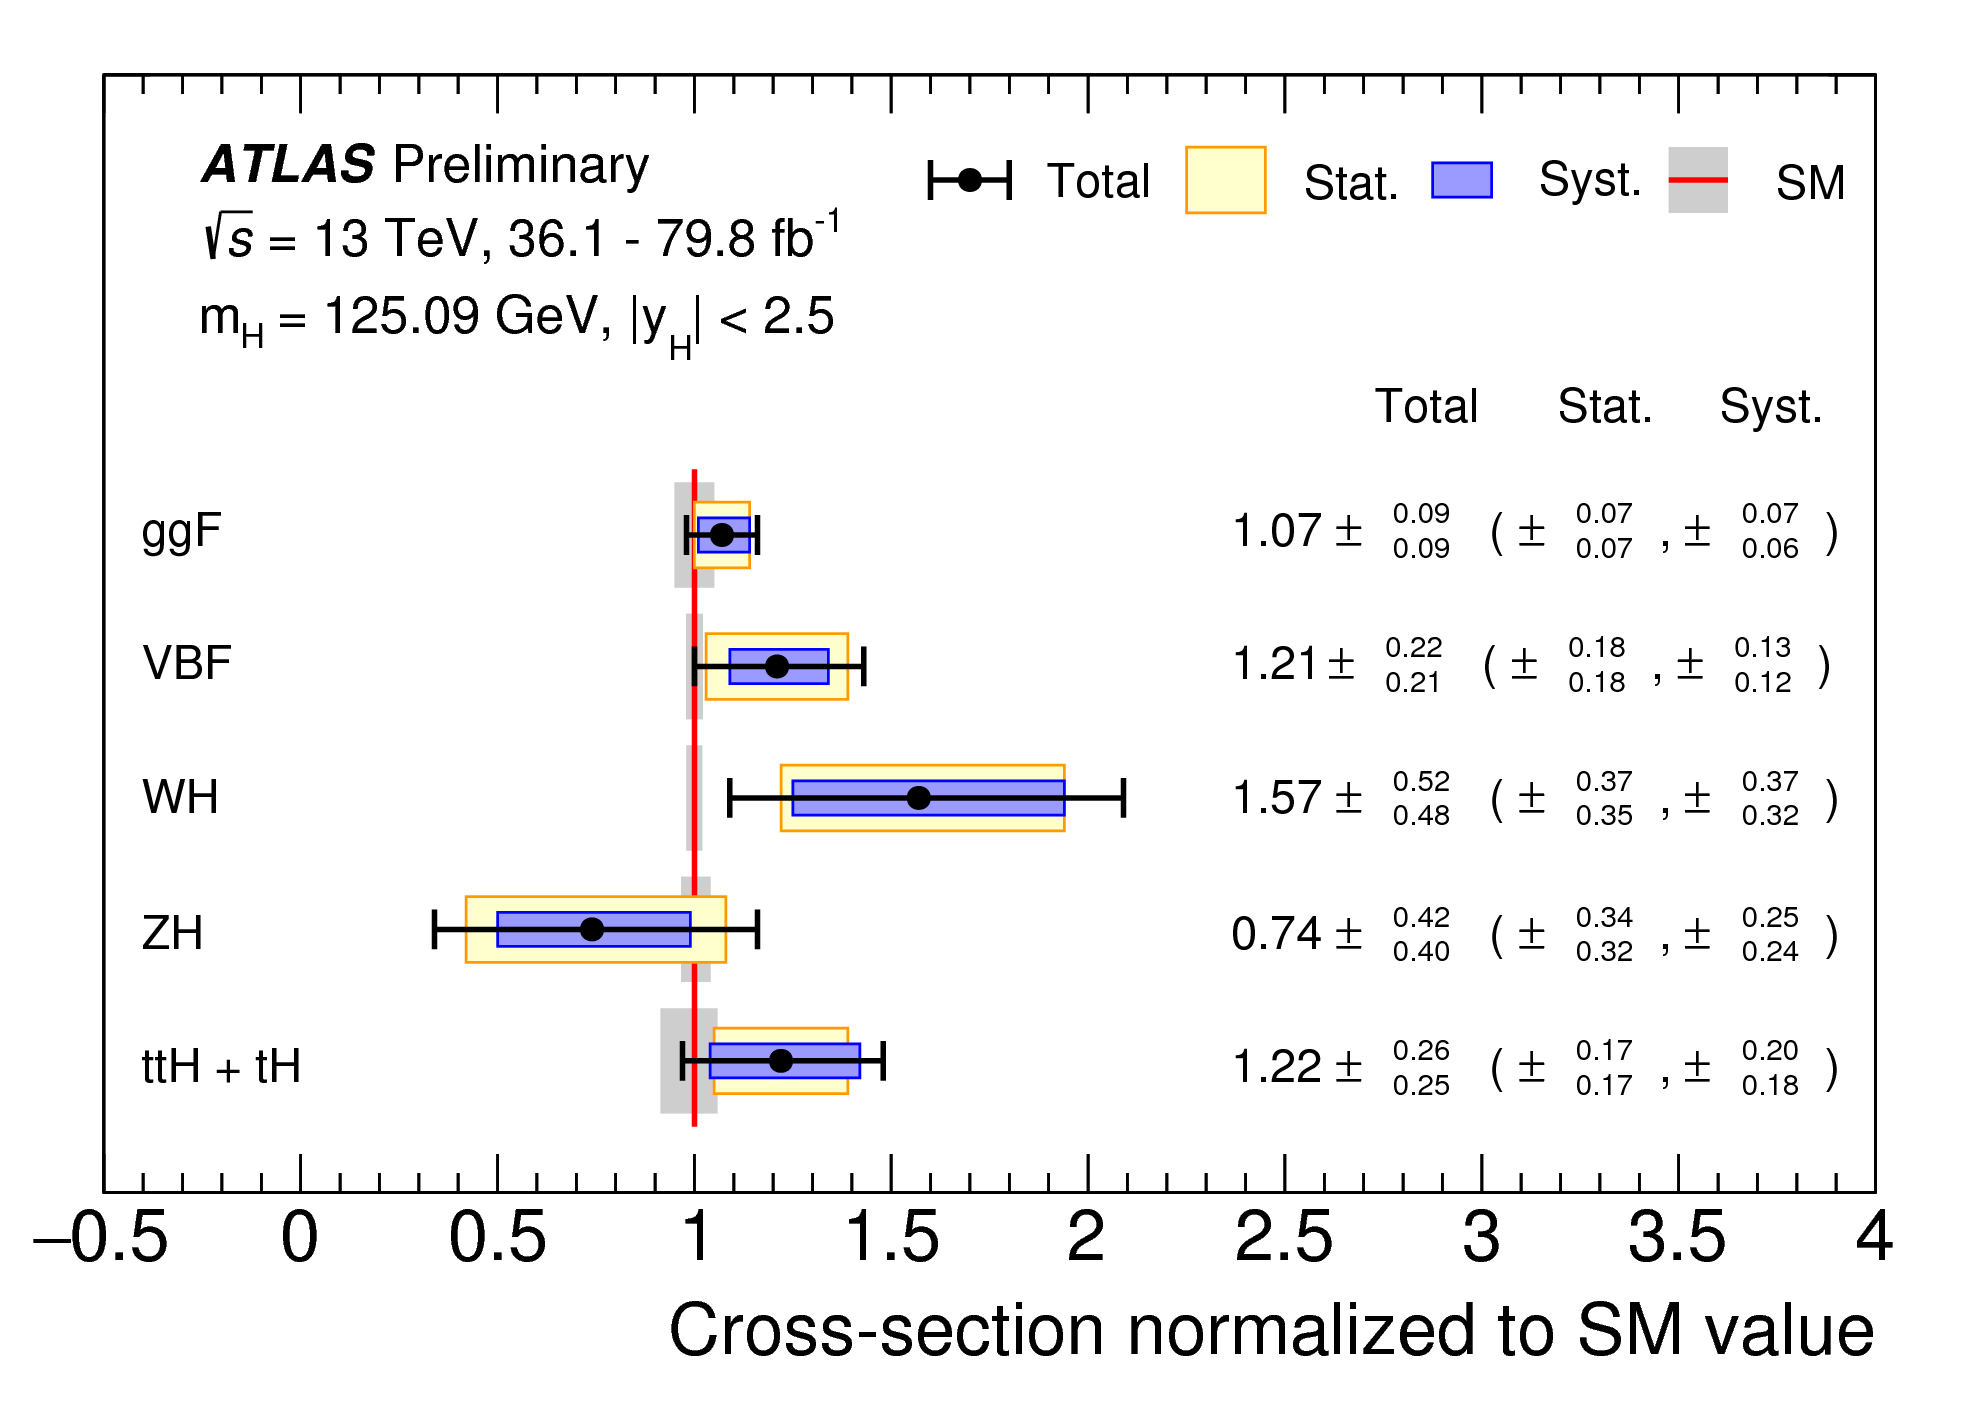 ATLAS Preliminary
√s = 13 TeV, 36.1 - 79.8 fb-1
mH = 125.09 GeV, |yH| < 2.5
Total Stat. Syst. SM
Total Stat. Syst.
ggF 1.07 ± 0.09 0.09 ( ± 0.07 0.07 , ± 0.07 0.06 )
VBF 1.21 ± 0.22 0.21 ( ± 0.18 0.18 , ± 0.13 0.12 )
WH 1.57 ± 0.52 0.48 ( ± 0.37 0.35 , ± 0.37 0.32 )
ZH 0.74 ± 0.42 0.40 ( ± 0.34 0.32 , ± 0.25 0.24 )
ttH + tH 1.22 ± 0.26 0.25 ( ± 0.17 0.17 , ± 0.20 0.18 )
−0.5 0 0.5 1 1.5 2 2.5 3 3.5 4
Cross-section normalized to SM value